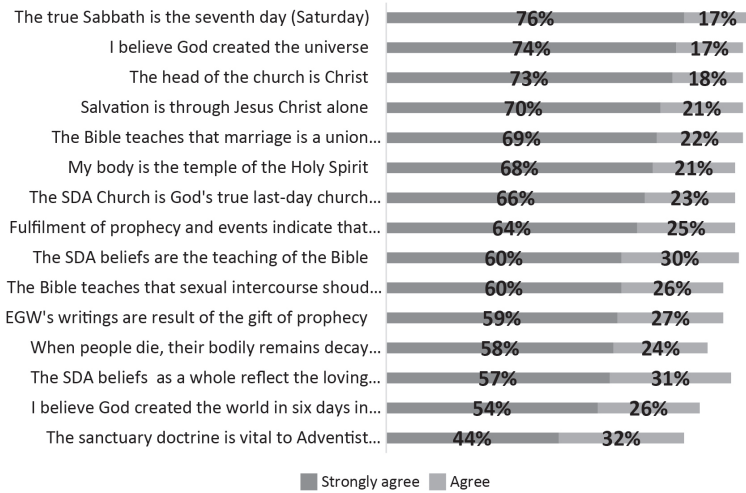 The true Sabbath is the seventh day (Saturday) 76% 17%
I believe God created the universe 74% 17%
The head of the church is Christ 73% 18%
Salvation is through Jesus Christ alone 70% 21%
The Bible teaches that marriage is a union... 69% 22%
My body is the temple of the Holy Spirit 68% 21%
The SDA Church is God's true last-day church... 66% 23%
Fulfilment of prophecy and events indicate that... 64% 25%
The SDA beliefs are the teaching of the Bible 60% 30%
The Bible teaches that sexual intercourse shoud... 60% 26%
EGW's writings are result of the gift of prophecy 59% 27%
When people die, their bodily remains decay... 58% 24%
The SDA beliefs as a whole reflect the loving... 57% 31%
I believe God created the world in six days in... 54% 26%
The sanctuary doctrine is vital to Adventist... 44% 32%
Strongly agree Agree